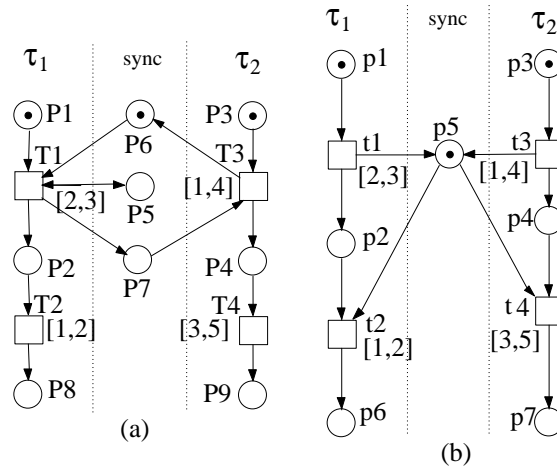 τ1 sync τ2
P1 P6 P3
T1 T3
[2,3] P5 [1,4]
P2 P7 P4
T2 T4
[1,2] [3,5]
P8 P9
(a)
τ1 sync τ2
p1 p3
t1 p5 t3
[2,3] [1,4]
p2 p4
t2 t4
[1,2] [3,5]
p6 p7
(b)